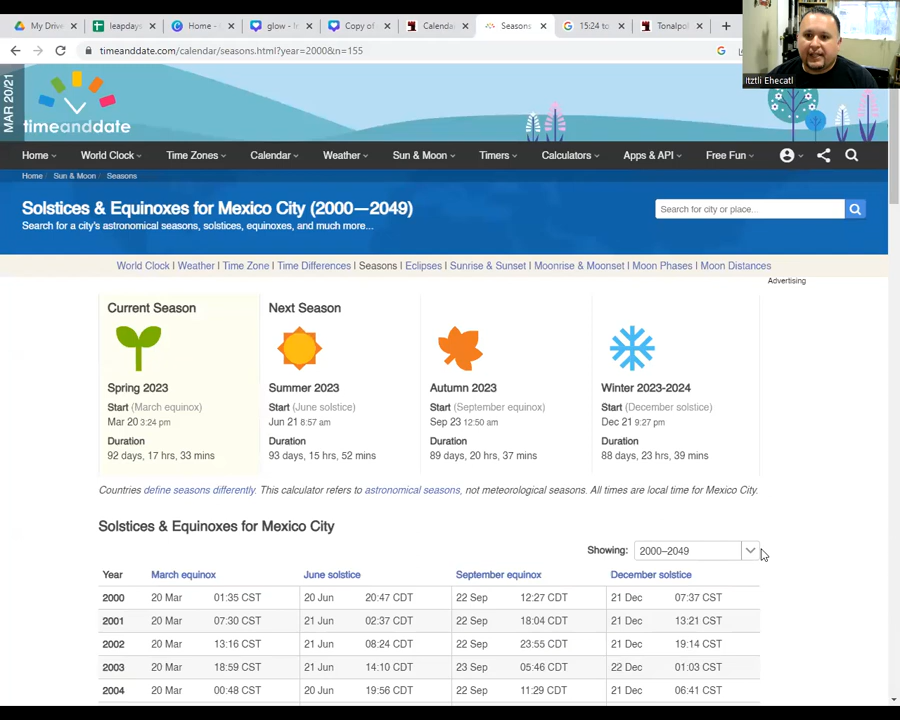 My Drive
leapdays
Home -
glow - fr
Copy of
Calenda
Seasons
15:24 to
Tonalpo
timeanddate.com/calendar/seasons.html?year=2000&n=155
Itztli Ehecatl
MAR 20/21
timeanddate
Home
World Clock
Time Zones
Calendar
Weather
Sun & Moon
Timers
Calculators
Apps & API
Free Fun
Home / Sun & Moon / Seasons
Solstices & Equinoxes for Mexico City (2000—2049)
Search for a city's astronomical seasons, solstices, equinoxes, and much more...
Search for city or place...
World Clock | Weather | Time Zone | Time Differences | Seasons | Eclipses | Sunrise & Sunset | Moonrise & Moonset | Moon Phases | Moon Distances
Advertising
Current Season
Spring 2023
Start (March equinox)
Mar 20 3:24 pm
Duration
92 days, 17 hrs, 33 mins
Next Season
Summer 2023
Start (June solstice)
Jun 21 8:57 am
Duration
93 days, 15 hrs, 52 mins
Autumn 2023
Start (September equinox)
Sep 23 12:50 am
Duration
89 days, 20 hrs, 37 mins
Winter 2023-2024
Start (December solstice)
Dec 21 9:27 pm
Duration
88 days, 23 hrs, 39 mins
Countries define seasons differently. This calculator refers to astronomical seasons, not meteorological seasons. All times are local time for Mexico City.
Solstices & Equinoxes for Mexico City
Showing: 2000–2049
Year March equinox June solstice September equinox December solstice
2000 20 Mar 01:35 CST 20 Jun 20:47 CDT 22 Sep 12:27 CDT 21 Dec 07:37 CST
2001 20 Mar 07:30 CST 21 Jun 02:37 CDT 22 Sep 18:04 CDT 21 Dec 13:21 CST
2002 20 Mar 13:16 CST 21 Jun 08:24 CDT 22 Sep 23:55 CDT 21 Dec 19:14 CST
2003 20 Mar 18:59 CST 21 Jun 14:10 CDT 23 Sep 05:46 CDT 22 Dec 01:03 CST
2004 20 Mar 00:48 CST 20 Jun 19:56 CDT 22 Sep 11:29 CDT 21 Dec 06:41 CST